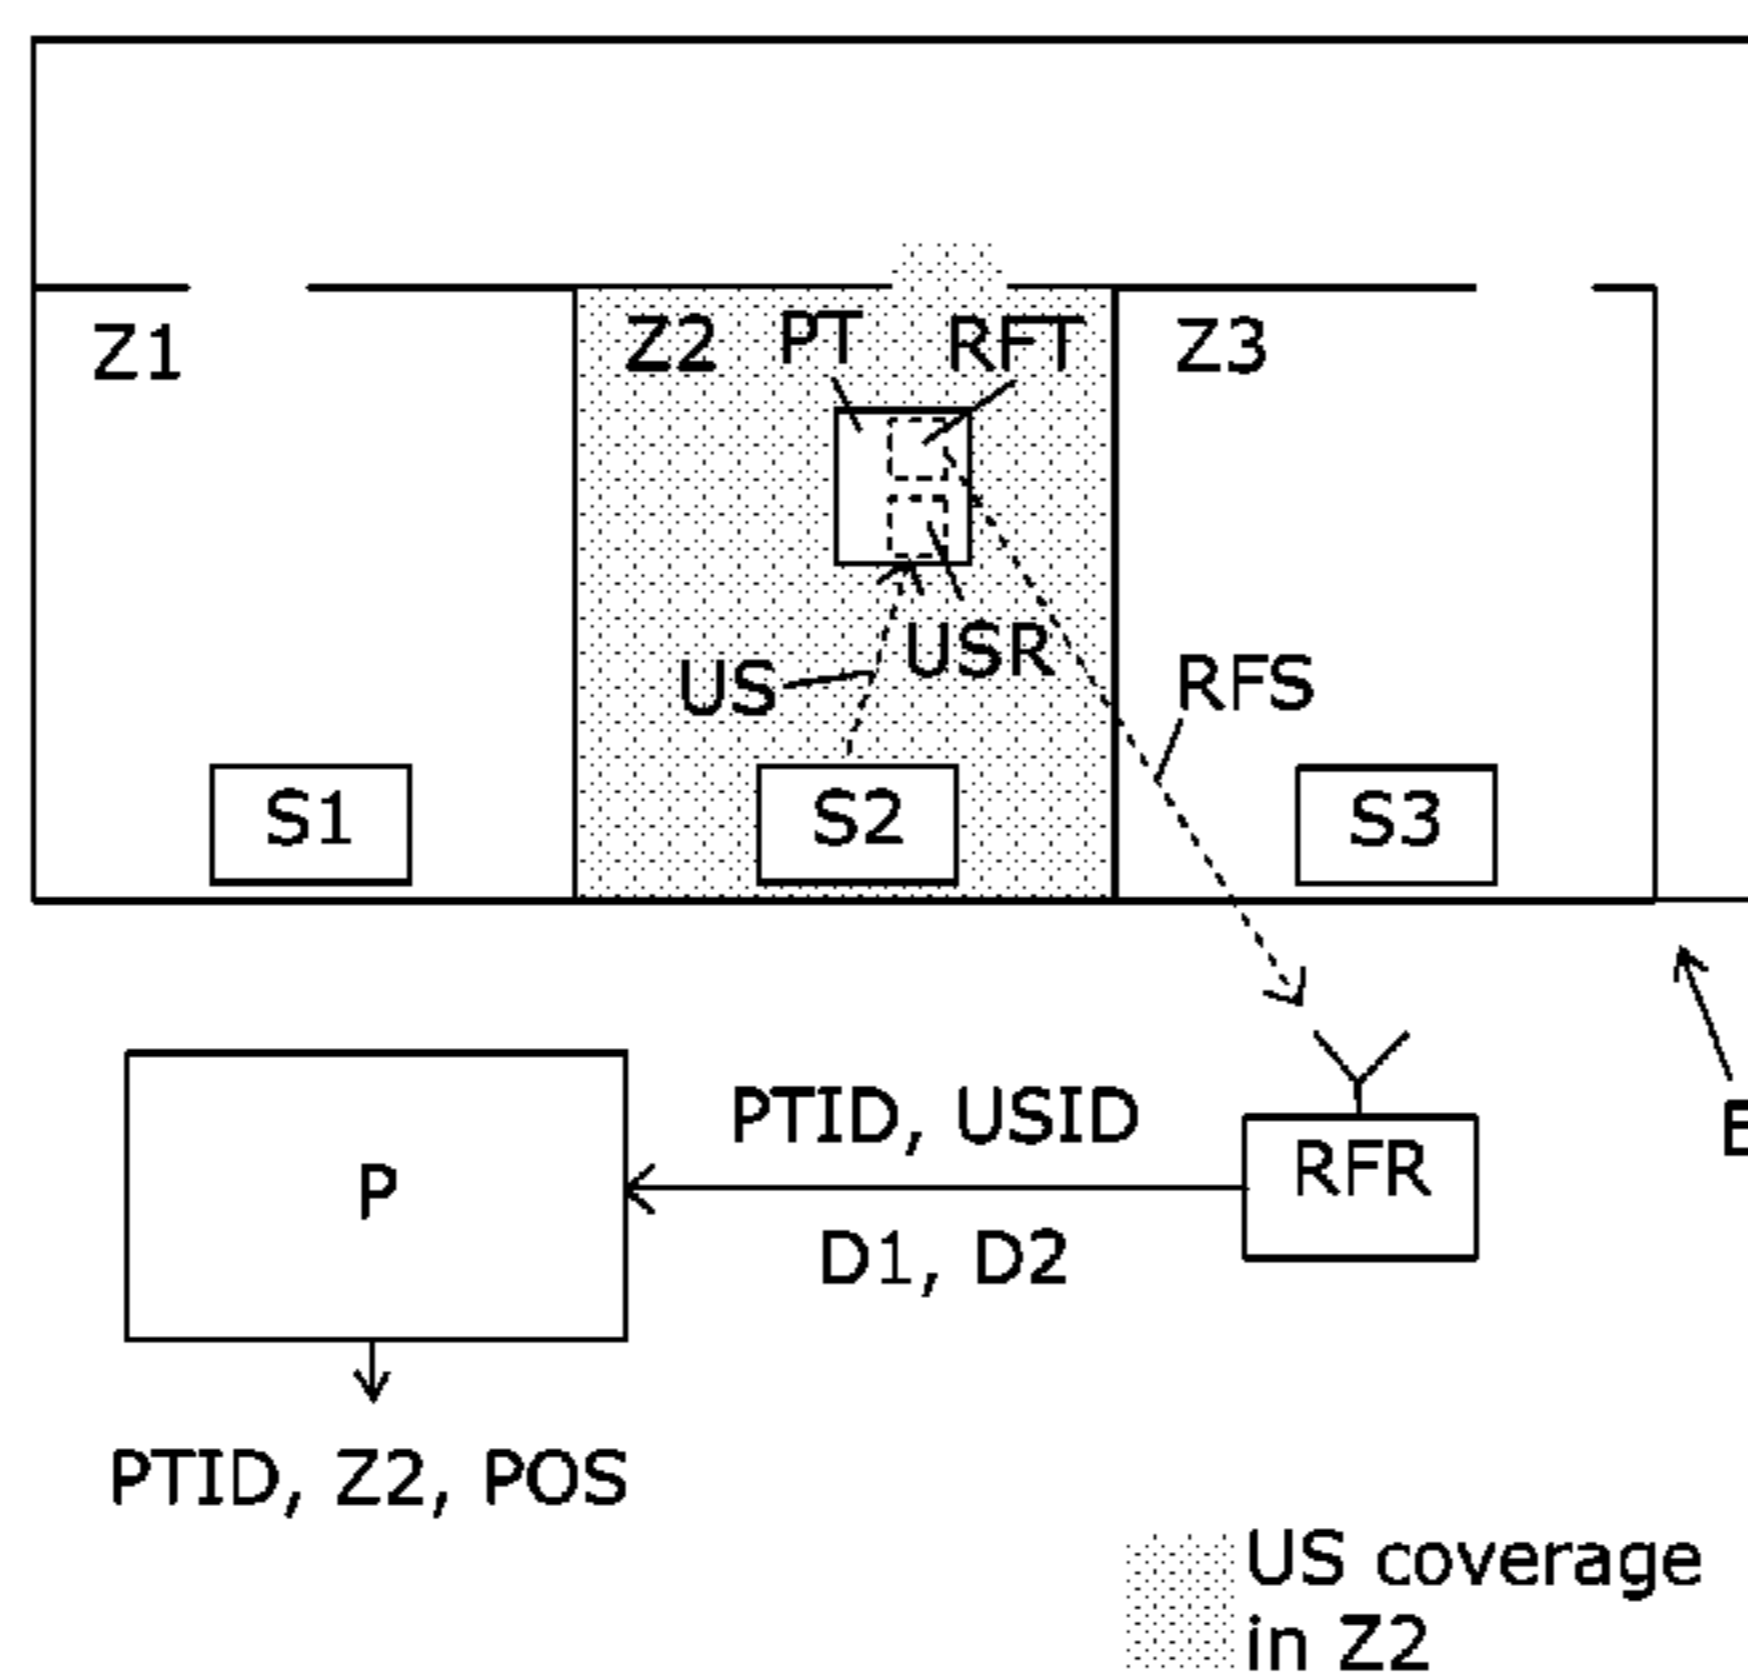 Z1
Z2 PT RFT
Z3
USR
US
RFS
S1
S2
S3
PTID, USID
RFR
P
D1, D2
PTID, Z2, POS
US coverage
in Z2